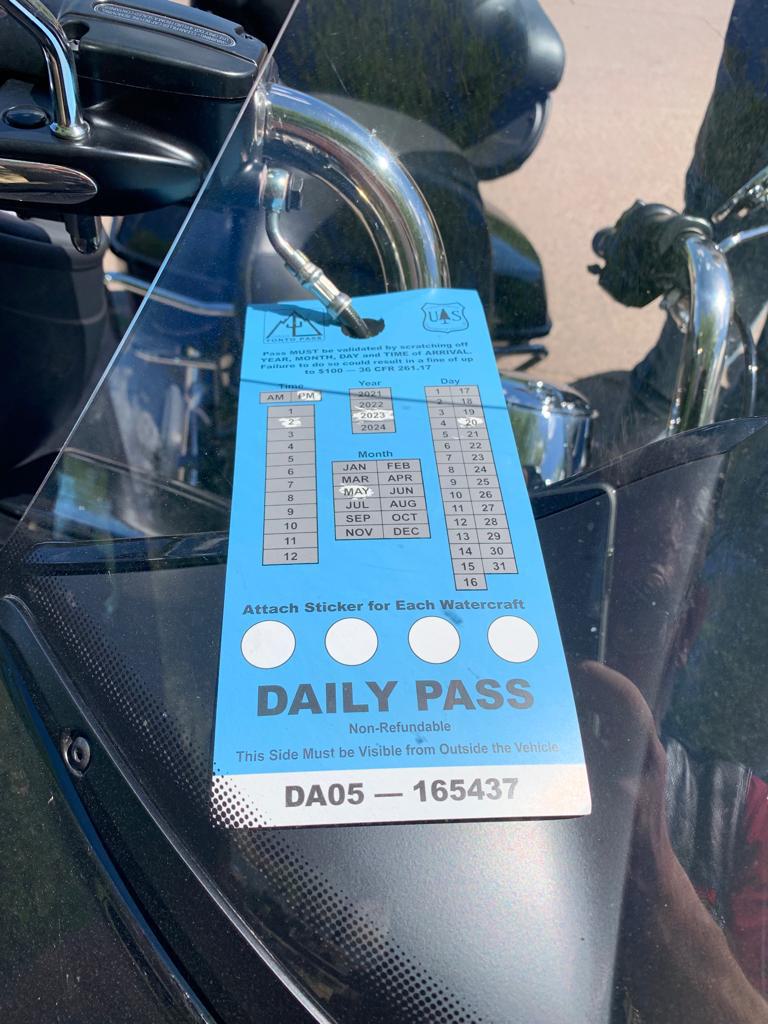 TONTO PASS
UAS
Pass MUST be validated by scratching off
YEAR, MONTH, DAY and TIME of ARRIVAL.
Failure to do so could result in a fine of up
to $100 — 36 CFR 261.17
Time
AM PM
1
2
3
4
5
6
7
8
9
10
11
12
Year
2021
2022
2023
2024
Month
JAN FEB
MAR APR
MAY JUN
JUL AUG
SEP OCT
NOV DEC
Day
1 17
2 18
3 19
4 20
5 21
6 22
7 23
8 24
9 25
10 26
11 27
12 28
13 29
14 30
15 31
16
Attach Sticker for Each Watercraft
DAILY PASS
Non-Refundable
This Side Must be Visible from Outside the Vehicle
DA05 — 165437